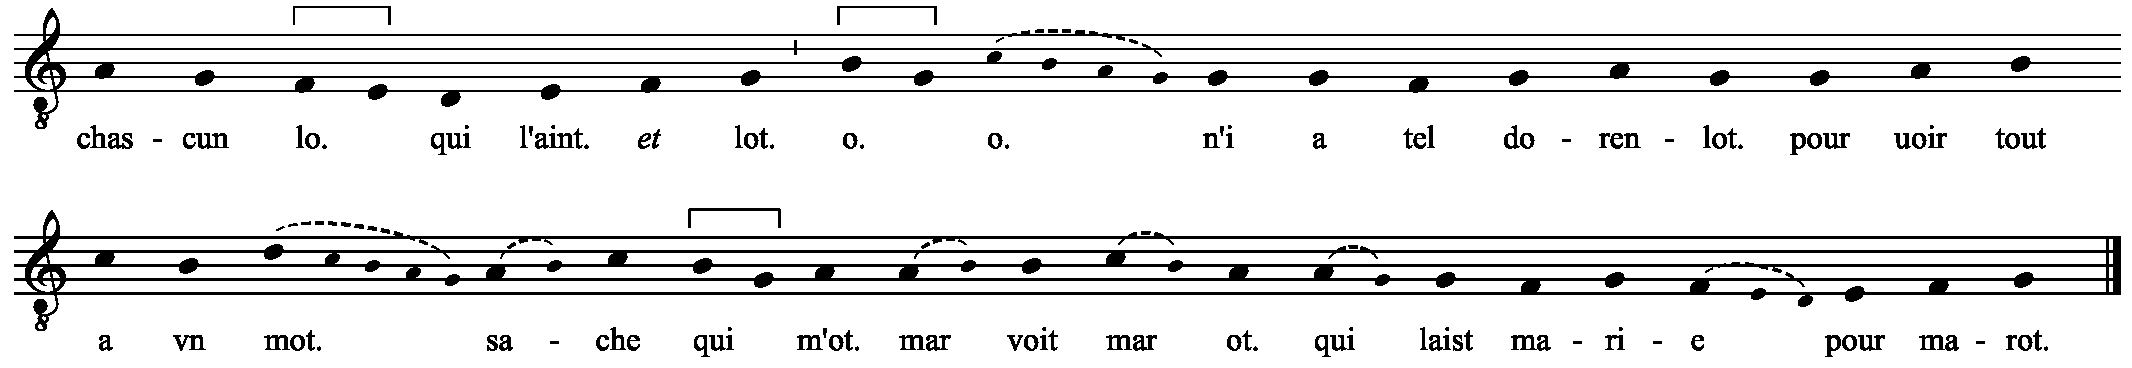 chas - cun lo. qui l'aint. et lot. o. o. n'i a tel do - ren - lot. pour uoir tout
a vn mot. sa - che qui m'ot. mar voit mar ot. qui laist ma - ri - e pour ma - rot.